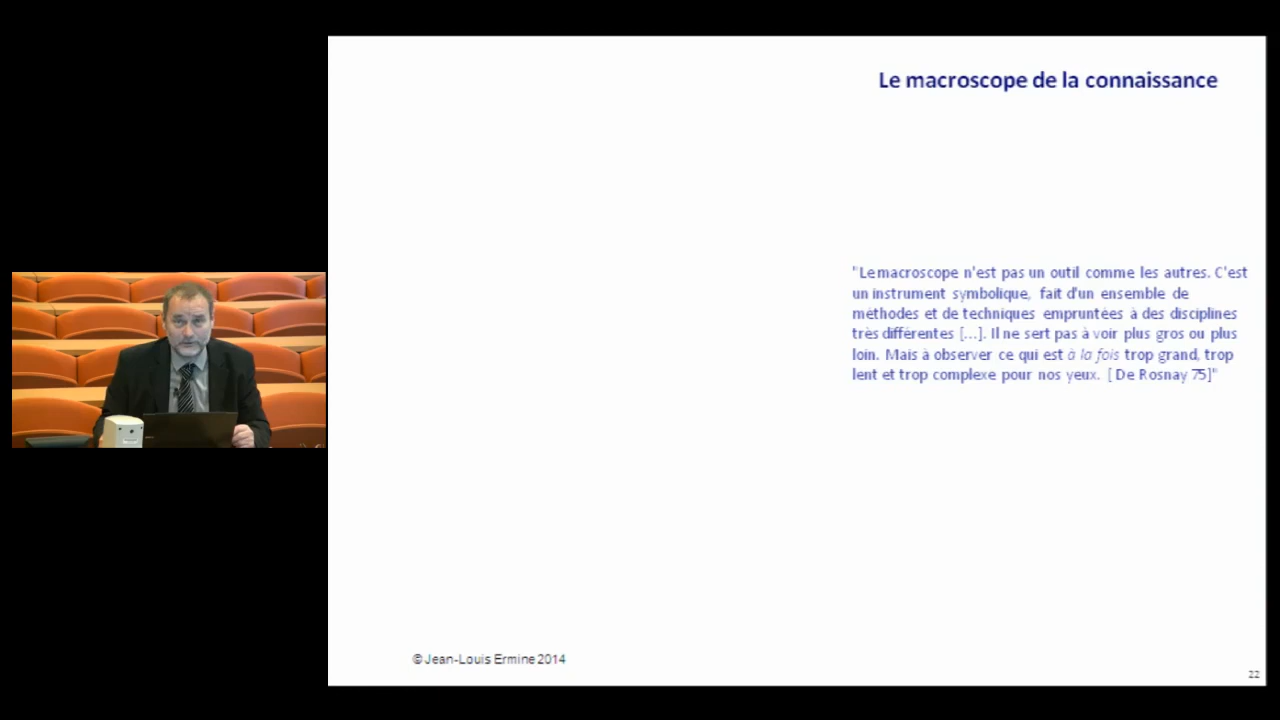 Le macroscope de la connaissance
"Le macroscope n'est pas un outil comme les autres. C'est
un instrument symbolique, fait d'un ensemble de
méthodes et de techniques empruntées à des disciplines
très différentes [...]. Il ne sert pas à voir plus gros ou plus
loin. Mais à observer ce qui est à la fois trop grand, trop
lent et trop complexe pour nos yeux. [ De Rosnay 75]"
© Jean-Louis Ermine 2014
22